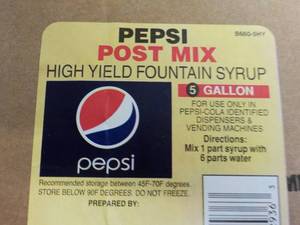 B660-5HY
PEPSI
POST MIX
HIGH YIELD FOUNTAIN SYRUP
5 GALLON
FOR USE ONLY IN
PEPSI-COLA IDENTIFIED
DISPENSERS &
VENDING MACHINES
Directions:
Mix 1 part syrup with
6 parts water
pepsi
Recommended storage between 45F-70F degrees.
STORE BELOW 90F DEGREES. DO NOT FREEZE.
PREPARED BY: